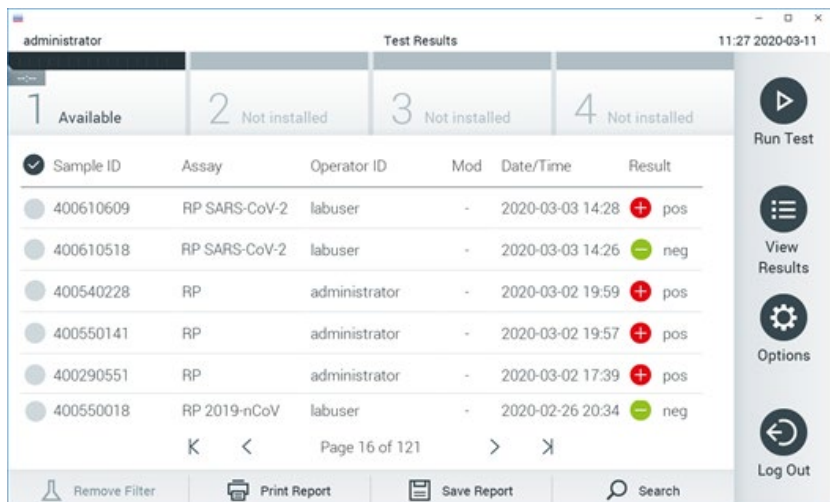 administrator Test Results 11:27 2020-03-11
--:--
1 Available 2 Not installed 3 Not installed 4 Not installed
Run Test
Sample ID Assay Operator ID Mod Date/Time Result
400610609 RP SARS-CoV-2 labuser - 2020-03-03 14:28 pos
400610518 RP SARS-CoV-2 labuser - 2020-03-03 14:26 neg
View
Results
400540228 RP administrator - 2020-03-02 19:59 pos
400550141 RP administrator - 2020-03-02 19:57 pos
Options
400290551 RP administrator - 2020-03-02 17:39 pos
400550018 RP 2019-nCoV labuser - 2020-02-26 20:34 neg
Page 16 of 121
Log Out
Remove Filter Print Report Save Report Search